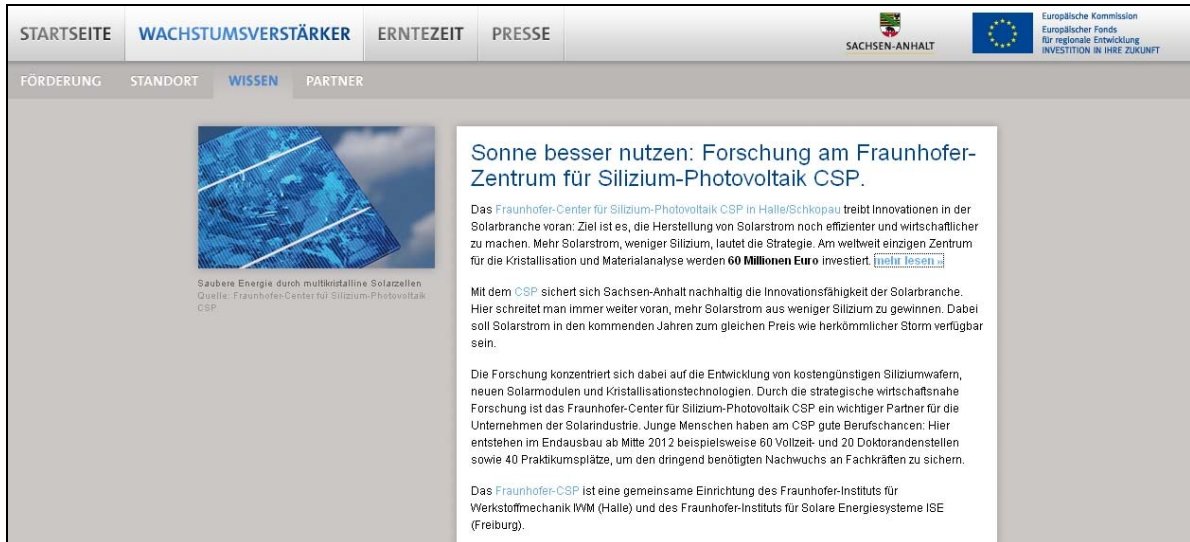 STARTSEITE WACHSTUMSVERSTÄRKER ERNTEZEIT PRESSE
SACHSEN-ANHALT
Europäische Kommission
Europäischer Fonds
für regionale Entwicklung
INVESTITION IN IHRE ZUKUNFT
FÖRDERUNG STANDORT WISSEN PARTNER
Saubere Energie durch multikristalline Solarzellen
Quelle: Fraunhofer-Center für Silizium-Photovoltaik
CSP
Sonne besser nutzen: Forschung am Fraunhofer-
Zentrum für Silizium-Photovoltaik CSP.
Das Fraunhofer-Center für Silizium-Photovoltaik CSP in Halle/Schkopau treibt Innovationen in der
Solarbranche voran: Ziel ist es, die Herstellung von Solarstrom noch effizienter und wirtschaftlicher
zu machen. Mehr Solarstrom, weniger Silizium, lautet die Strategie. Am weltweit einzigen Zentrum
für die Kristallisation und Materialanalyse werden 60 Millionen Euro investiert. mehr lesen »
Mit dem CSP sichert sich Sachsen-Anhalt nachhaltig die Innovationsfähigkeit der Solarbranche.
Hier schreitet man immer weiter voran, mehr Solarstrom aus weniger Silizium zu gewinnen. Dabei
soll Solarstrom in den kommenden Jahren zum gleichen Preis wie herkömmlicher Storm verfügbar
sein.
Die Forschung konzentriert sich dabei auf die Entwicklung von kostengünstigen Siliziumwafern,
neuen Solarmodulen und Kristallisationstechnologien. Durch die strategische wirtschaftsnahe
Forschung ist das Fraunhofer-Center für Silizium-Photovoltaik CSP ein wichtiger Partner für die
Unternehmen der Solarindustrie. Junge Menschen haben am CSP gute Berufschancen: Hier
entstehen im Endausbau ab Mitte 2012 beispielsweise 60 Vollzeit- und 20 Doktorandenstellen
sowie 40 Praktikumsplätze, um den dringend benötigten Nachwuchs an Fachkräften zu sichern.
Das Fraunhofer-CSP ist eine gemeinsame Einrichtung des Fraunhofer-Instituts für
Werkstoffmechanik IWM (Halle) und des Fraunhofer-Instituts für Solare Energiesysteme ISE
(Freiburg).